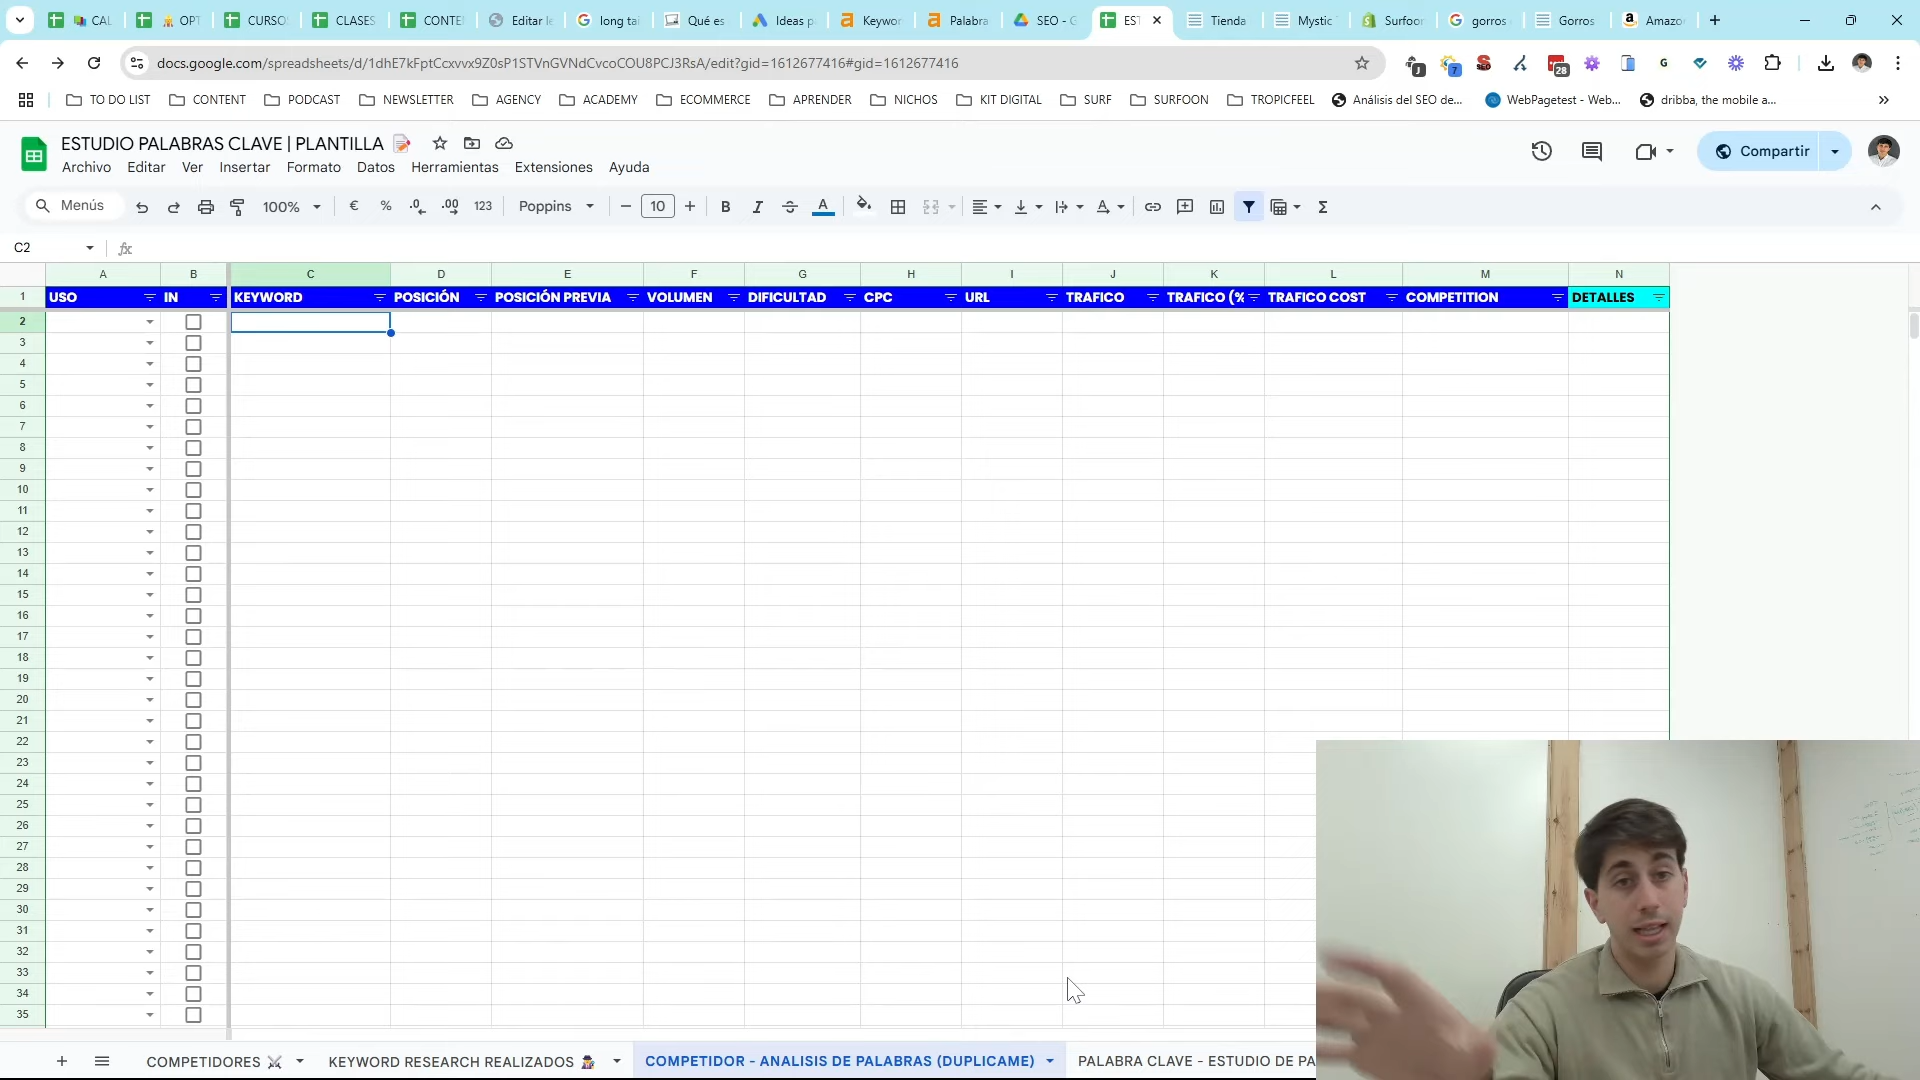 CAL
OPT
CURSO
CLASES
CONTE
Editar le
long tai
Qué es
Ideas p
Keywor
Palabra
SEO - G
EST
Tienda
Mystic
Surfoor
gorros
Gorros
Amazo
docs.google.com/spreadsheets/d/1dhE7kFptCcxvvx9Z0sP1STVnGVNdCvcoCOU8PCJ3RsA/edit?gid=1612677416#gid=1612677416
TO DO LIST
CONTENT
PODCAST
NEWSLETTER
AGENCY
ACADEMY
ECOMMERCE
APRENDER
NICHOS
KIT DIGITAL
SURF
SURFOON
TROPICFEEL
Análisis del SEO de...
WebPagetest - Web...
dribba, the mobile a...
ESTUDIO PALABRAS CLAVE | PLANTILLA
Archivo Editar Ver Insertar Formato Datos Herramientas Extensiones Ayuda
Compartir
Menús
100%
€ % .0 .00 123
Poppins
10
B I A
C2
fx
A B C D E F G H I J K L M N
1 USO IN KEYWORD POSICIÓN POSICIÓN PREVIA VOLUMEN DIFICULTAD CPC URL TRAFICO TRAFICO (% TRAFICO COST COMPETITION DETALLES
2
3
4
5
6
7
8
9
10
11
12
13
14
15
16
17
18
19
20
21
22
23
24
25
26
27
28
29
30
31
32
33
34
35
COMPETIDORES
KEYWORD RESEARCH REALIZADOS
COMPETIDOR - ANALISIS DE PALABRAS (DUPLICAME)
PALABRA CLAVE - ESTUDIO DE PA